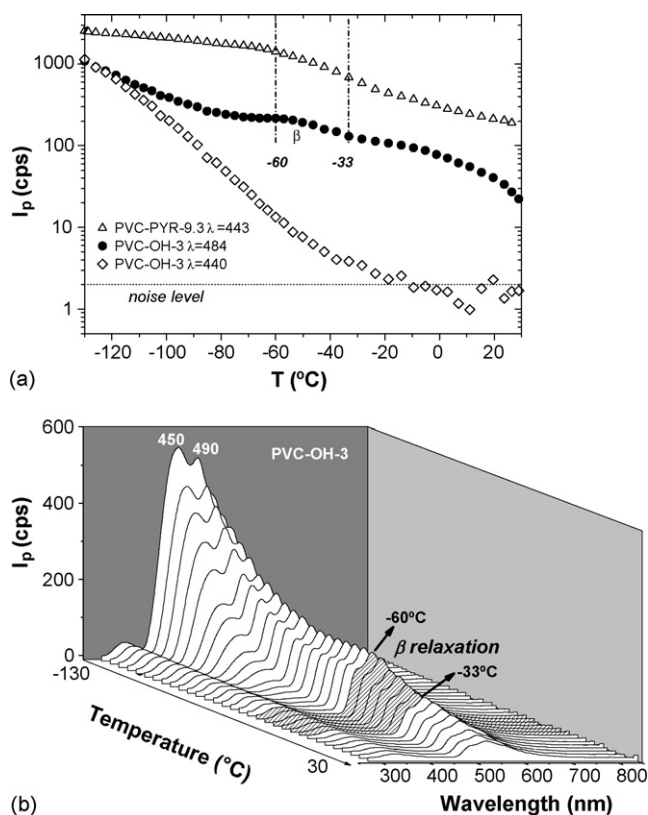 1000
100
10
1
Iₚ (cps)
-60
β
-33
△ PVC-PYR-9.3 λ=443
● PVC-OH-3 λ=484
◇ PVC-OH-3 λ=440
noise level
-120 -100 -80 -60 -40 -20 0 20
T (ºC)
(a)
600
400
200
0
Iₚ (cps)
450 490
PVC-OH-3
-60ºC
β relaxation
-33ºC
-130
30
Temperature (°C)
300 400 500 600 700 800
Wavelength (nm)
(b)